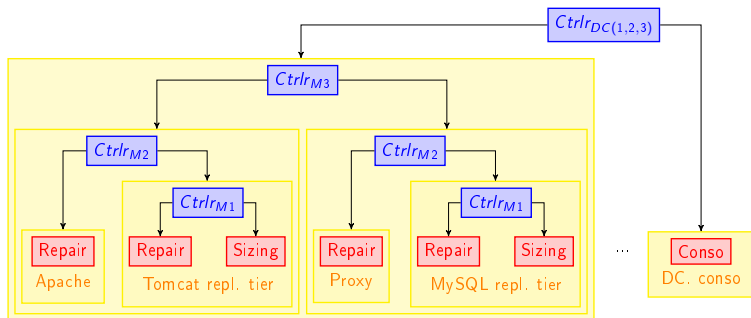 Ctrlr_DC(1,2,3)
Ctrlr_M3
Ctrlr_M2 Ctrlr_M2
Ctrlr_M1 Ctrlr_M1
Repair Repair Sizing Repair Repair Sizing ... Conso
Apache Tomcat repl. tier Proxy MySQL repl. tier DC. conso